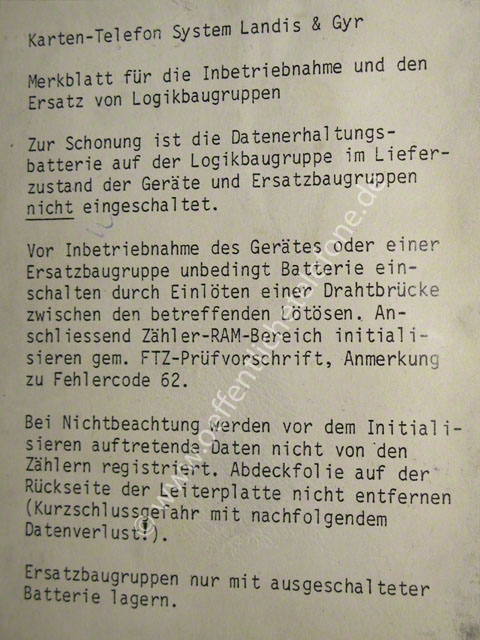 Karten-Telefon System Landis & Gyr
Merkblatt für die Inbetriebnahme und den
Ersatz von Logikbaugruppen
Zur Schonung ist die Datenerhaltungs-
batterie auf der Logikbaugruppe im Liefer-
zustand der Geräte und Ersatzbaugruppen
nicht eingeschaltet.
Vor Inbetriebnahme des Gerätes oder einer
Ersatzbaugruppe unbedingt Batterie ein-
schalten durch Einlöten einer Drahtbrücke
zwischen den betreffenden Lötösen. An-
schliessend Zähler-RAM-Bereich initiali-
sieren gem. FTZ-Prüfvorschrift, Anmerkung
zu Fehlercode 62.
Bei Nichtbeachtung werden vor dem Initiali-
sieren auftretende Daten nicht von den
Zählern registriert. Abdeckfolie auf der
Rückseite der Leiterplatte nicht entfernen
(Kurzschlussgefahr mit nachfolgendem
Datenverlust!).
Ersatzbaugruppen nur mit ausgeschalteter
Batterie lagern.
© www.oeffentlichetelefone.de